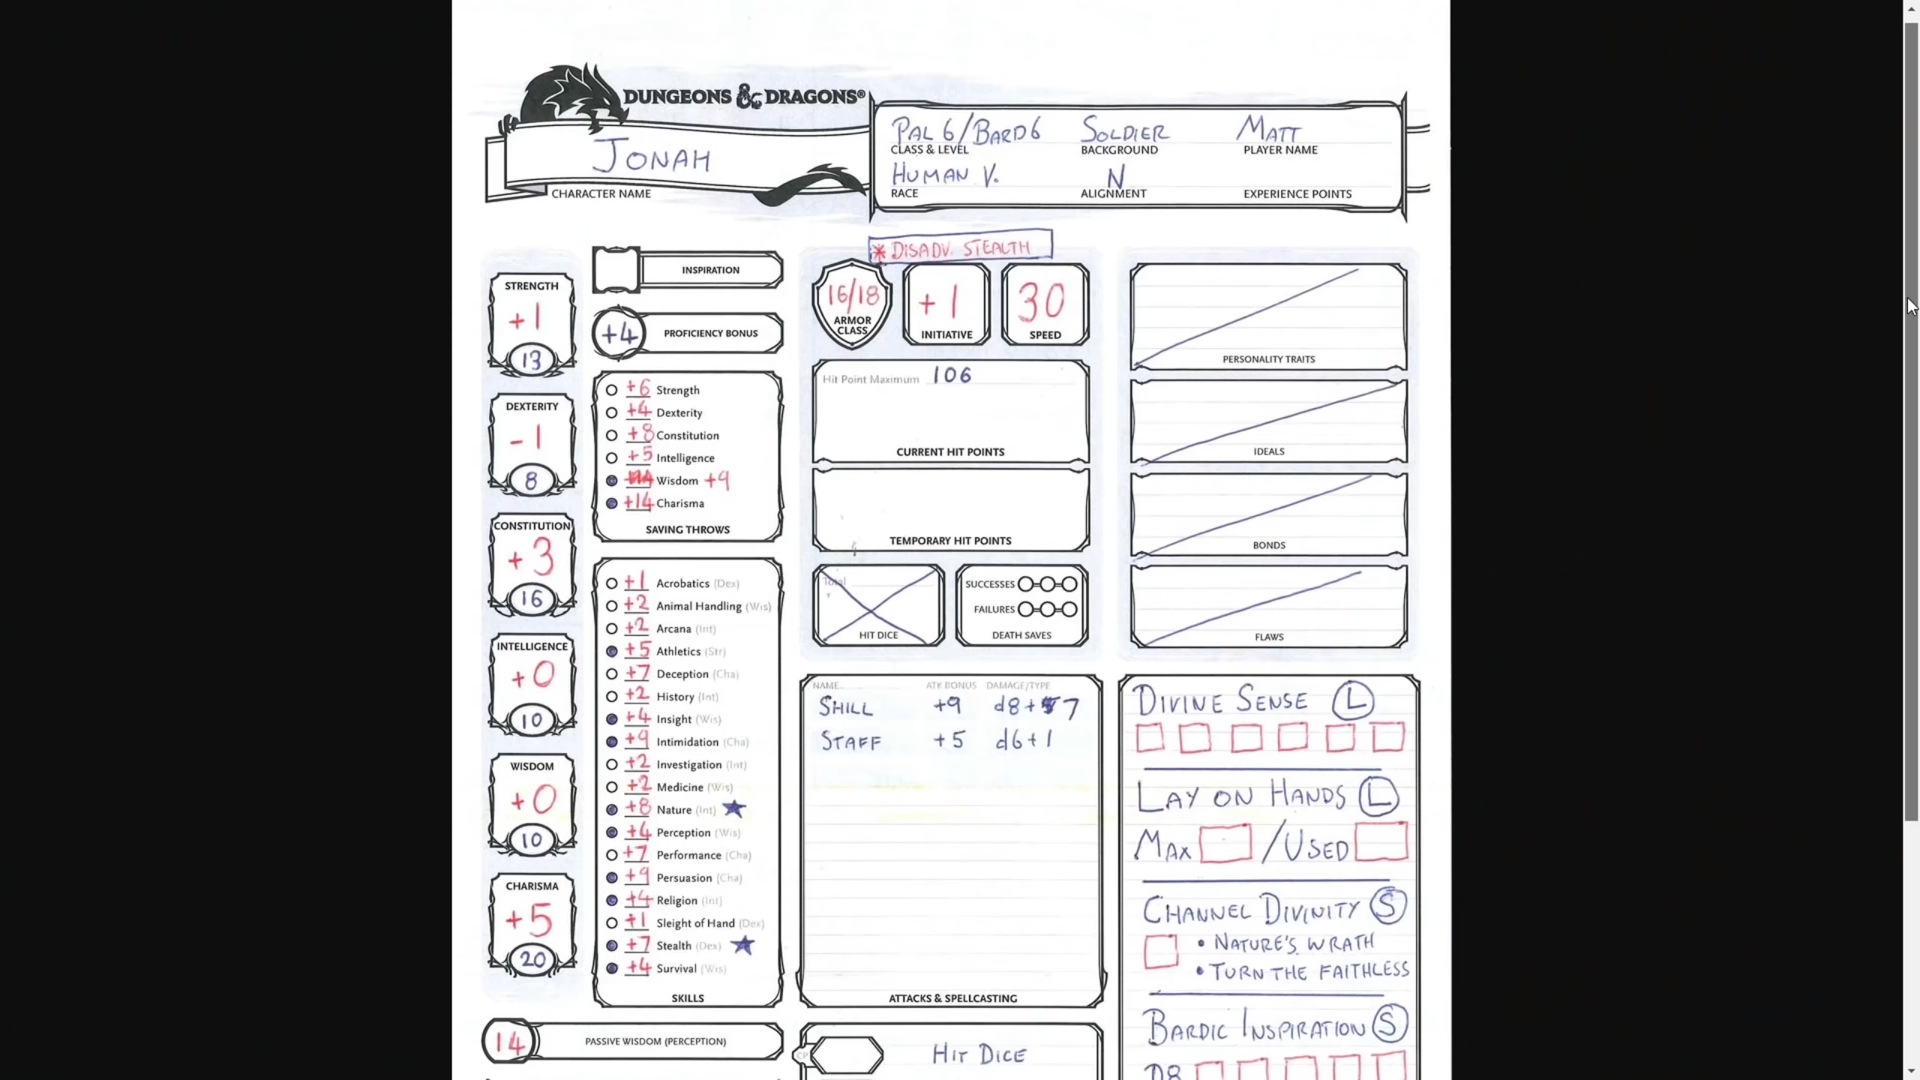 DUNGEONS & DRAGONS®
JONAH
CHARACTER NAME
PAL 6/BARD 6 SOLDIER MATT
CLASS & LEVEL BACKGROUND PLAYER NAME
HUMAN V. N
RACE ALIGNMENT EXPERIENCE POINTS
* DISADV. STEALTH
STRENGTH
+1
13
DEXTERITY
-1
8
CONSTITUTION
+3
16
INTELLIGENCE
+0
10
WISDOM
+0
10
CHARISMA
+5
20
INSPIRATION
+4 PROFICIENCY BONUS
+6 Strength
+4 Dexterity
+8 Constitution
+5 Intelligence
Wisdom +9
+14 Charisma
SAVING THROWS
+1 Acrobatics (Dex)
+2 Animal Handling (Wis)
+2 Arcana (Int)
+5 Athletics (Str)
+7 Deception (Cha)
+2 History (Int)
+4 Insight (Wis)
+9 Intimidation (Cha)
+2 Investigation (Int)
+2 Medicine (Wis)
+8 Nature (Int)
+4 Perception (Wis)
+7 Performance (Cha)
+9 Persuasion (Cha)
+4 Religion (Int)
+1 Sleight of Hand (Dex)
+7 Stealth (Dex)
+4 Survival (Wis)
SKILLS
14 PASSIVE WISDOM (PERCEPTION)
16/18
ARMOR
CLASS
+1
INITIATIVE
30
SPEED
Hit Point Maximum 106
CURRENT HIT POINTS
TEMPORARY HIT POINTS
Total
HIT DICE
SUCCESSES
FAILURES
DEATH SAVES
NAME ATK BONUS DAMAGE/TYPE
SHILL +9 d8+7
STAFF +5 d6+1
ATTACKS & SPELLCASTING
CP
HIT DICE
PERSONALITY TRAITS
IDEALS
BONDS
FLAWS
DIVINE SENSE L
LAY ON HANDS L
MAX /USED
CHANNEL DIVINITY S
• NATURE'S WRATH
• TURN THE FAITHLESS
BARDIC INSPIRATION S
D8